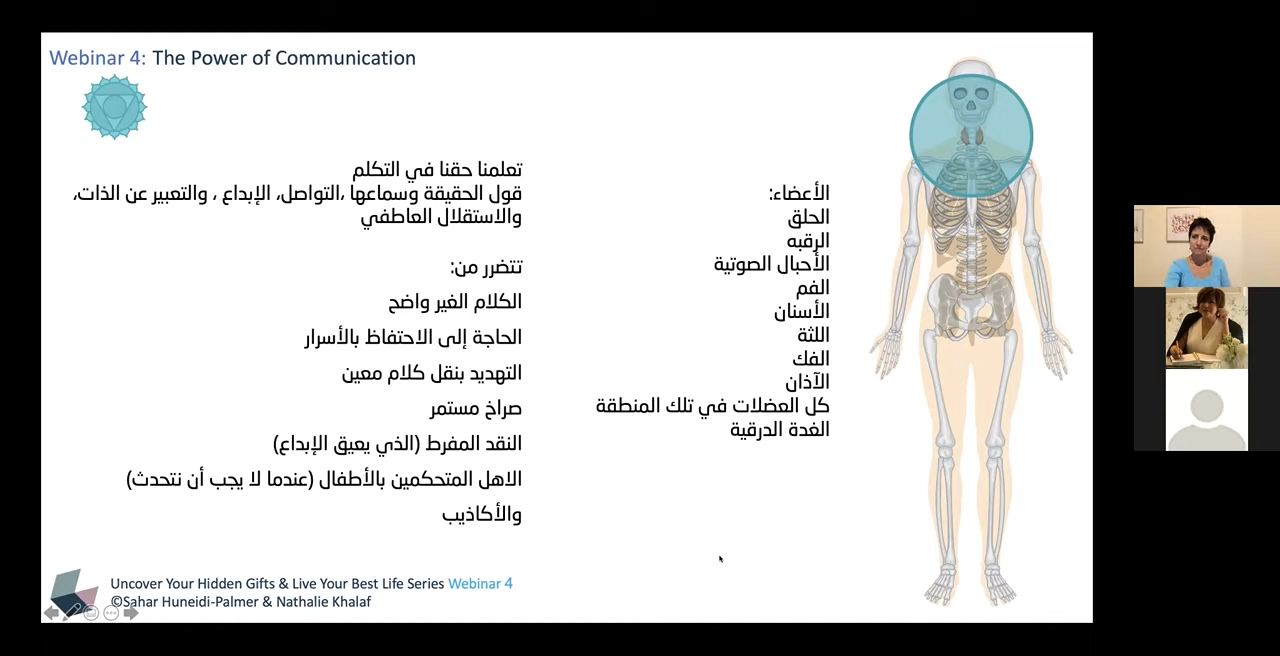 Webinar 4: The Power of Communication
تعلمنا حقنا في التكلم
قول الحقيقة وسماعها ،التواصل، الإبداع ، والتعبير عن الذات،
والاستقلال العاطفي
تتضرر من:
الكلام الغير واضح
الحاجة إلى الاحتفاظ بالأسرار
التهديد بنقل كلام معين
صراخ مستمر
النقد المفرط (الذي يعيق الإبداع)
الاهل المتحكمين بالأطفال (عندما لا يجب أن نتحدث)
والأكاذيب
الأعضاء:
الحلق
الرقبه
الأحبال الصوتية
الفم
الأسنان
اللثة
الفك
الآذان
كل العضلات في تلك المنطقة
الغدة الدرقية
Uncover Your Hidden Gifts & Live Your Best Life Series Webinar 4
©Sahar Huneidi-Palmer & Nathalie Khalaf